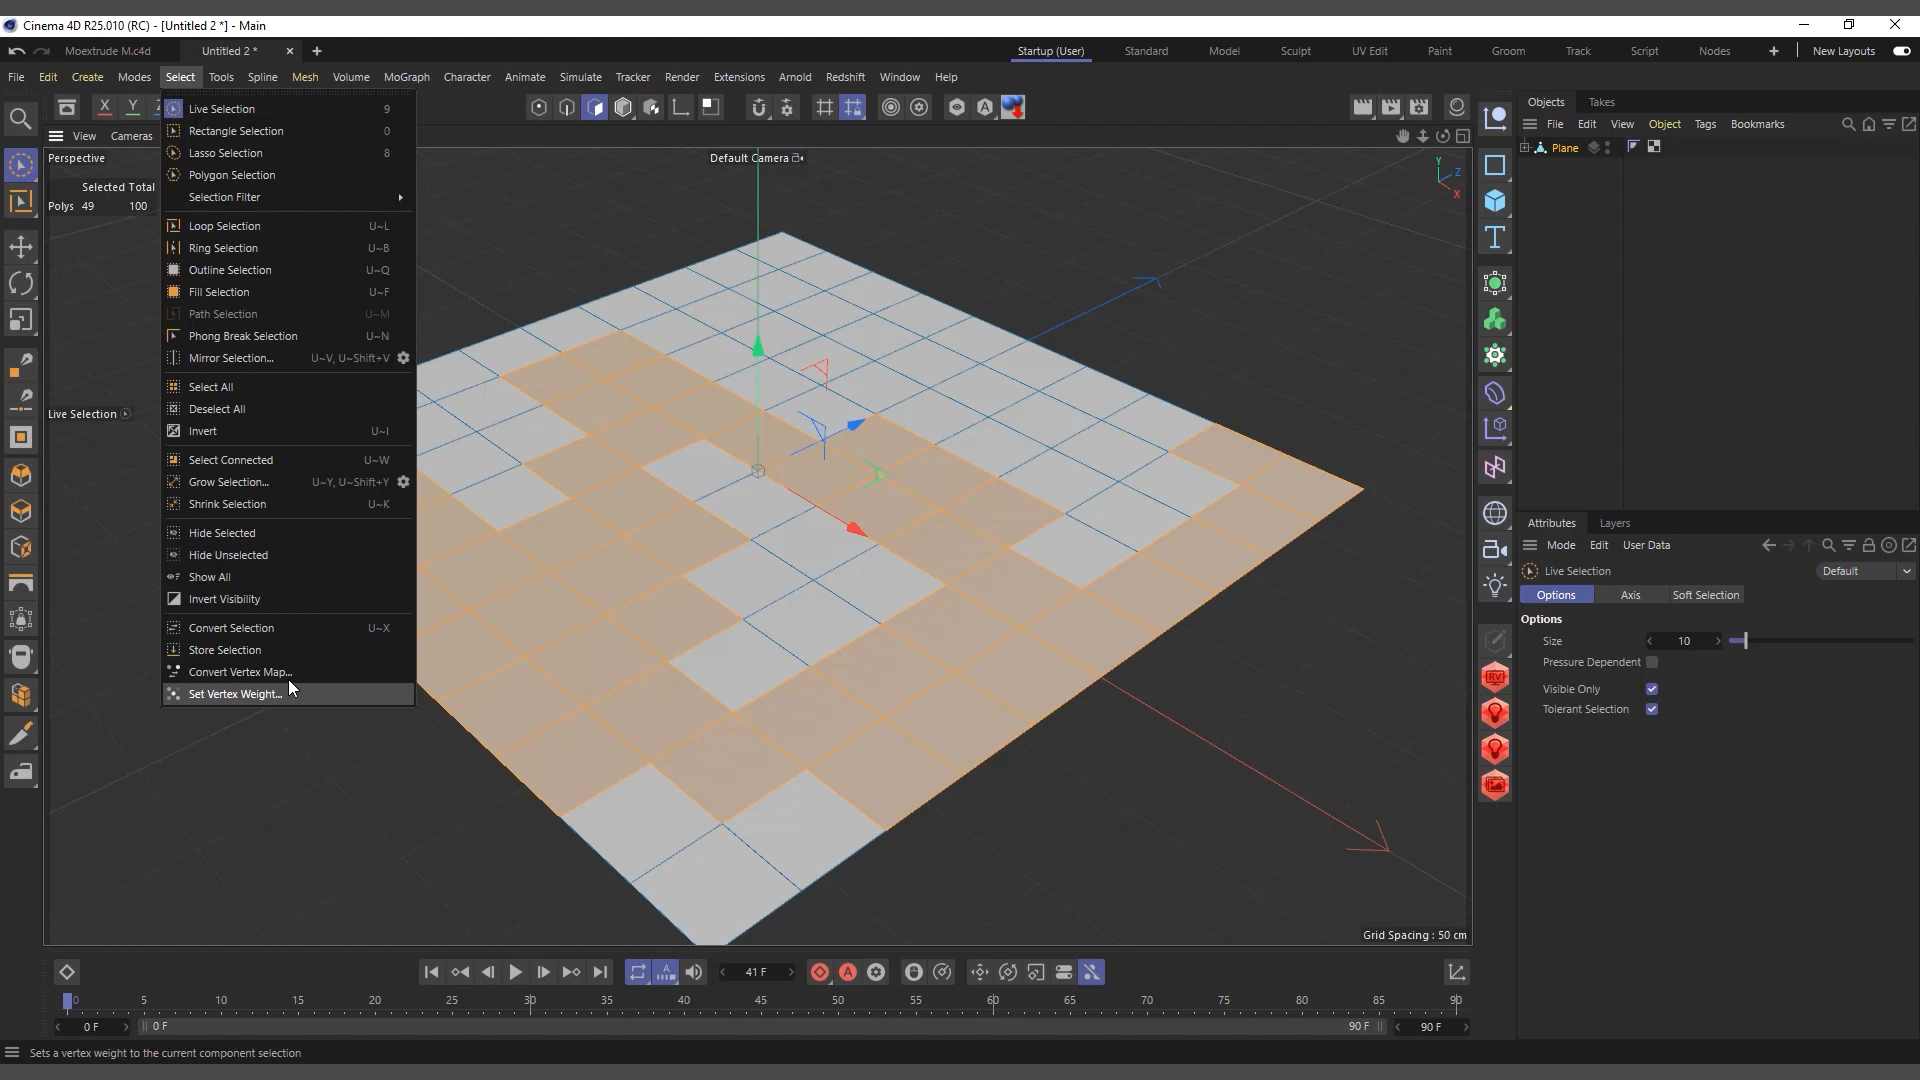 Cinema 4D R25.010 (RC) - [Untitled 2 *] - Main
Moextrude M.c4d
Untitled 2 *
Startup (User)
Standard
Model
Sculpt
UV Edit
Paint
Groom
Track
Script
Nodes
New Layouts
File Edit Create Modes Select Tools Spline Mesh Volume MoGraph Character Animate Simulate Tracker Render Extensions Arnold Redshift Window Help
X Y
View Cameras
Perspective
Default Camera
Selected Total
Polys 49 100
Live Selection
Live Selection 9
Rectangle Selection 0
Lasso Selection 8
Polygon Selection
Selection Filter
Loop Selection U~L
Ring Selection U~B
Outline Selection U~Q
Fill Selection U~F
Path Selection U~M
Phong Break Selection U~N
Mirror Selection... U~V, U~Shift+V
Select All
Deselect All
Invert U~I
Select Connected U~W
Grow Selection... U~Y, U~Shift+Y
Shrink Selection U~K
Hide Selected
Hide Unselected
Show All
Invert Visibility
Convert Selection U~X
Store Selection
Convert Vertex Map...
Set Vertex Weight...
Y
Z
X
Grid Spacing : 50 cm
Objects Takes
File Edit View Object Tags Bookmarks
Plane
Attributes Layers
Mode Edit User Data
Live Selection Default
Options Axis Soft Selection
Options
Size 10
Pressure Dependent
Visible Only
Tolerant Selection
RV
41 F
0 5 10 15 20 25 30 35 40 45 50 55 60 65 70 75 80 85 90
0 F 0 F 90 F 90 F
Sets a vertex weight to the current component selection